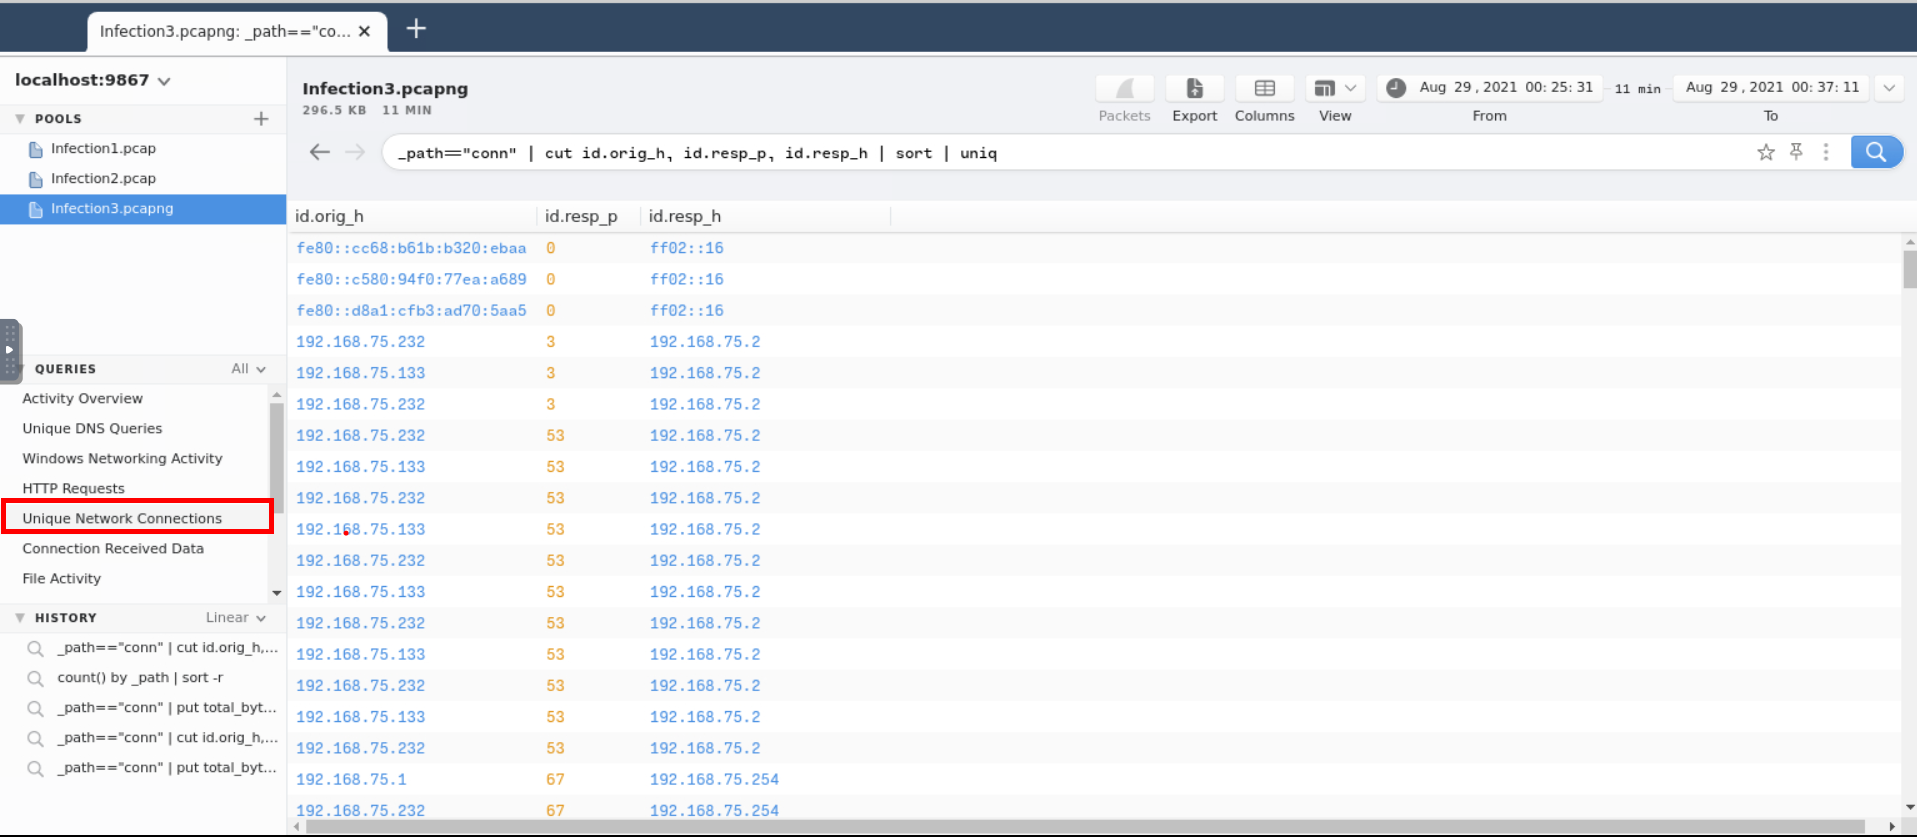 Infection3.pcapng: _path=="co...
localhost:9867
POOLS
Infection1.pcap
Infection2.pcap
Infection3.pcapng
QUERIES All
Activity Overview
Unique DNS Queries
Windows Networking Activity
HTTP Requests
Unique Network Connections
Connection Received Data
File Activity
HISTORY Linear
_path=="conn" | cut id.orig_h,...
count() by _path | sort -r
_path=="conn" | put total_byt...
_path=="conn" | cut id.orig_h,...
_path=="conn" | put total_byt...
Infection3.pcapng
296.5 KB 11 MIN
Packets Export Columns View
Aug 29, 2021 00:25:31 11 min Aug 29, 2021 00:37:11
From To
_path=="conn" | cut id.orig_h, id.resp_p, id.resp_h | sort | uniq
id.orig_h id.resp_p id.resp_h
fe80::cc68:b61b:b320:ebaa 0 ff02::16
fe80::c580:94f0:77ea:a689 0 ff02::16
fe80::d8a1:cfb3:ad70:5aa5 0 ff02::16
192.168.75.232 3 192.168.75.2
192.168.75.133 3 192.168.75.2
192.168.75.232 3 192.168.75.2
192.168.75.232 53 192.168.75.2
192.168.75.133 53 192.168.75.2
192.168.75.232 53 192.168.75.2
192.168.75.133 53 192.168.75.2
192.168.75.232 53 192.168.75.2
192.168.75.133 53 192.168.75.2
192.168.75.232 53 192.168.75.2
192.168.75.133 53 192.168.75.2
192.168.75.232 53 192.168.75.2
192.168.75.133 53 192.168.75.2
192.168.75.232 53 192.168.75.2
192.168.75.1 67 192.168.75.254
192.168.75.232 67 192.168.75.254